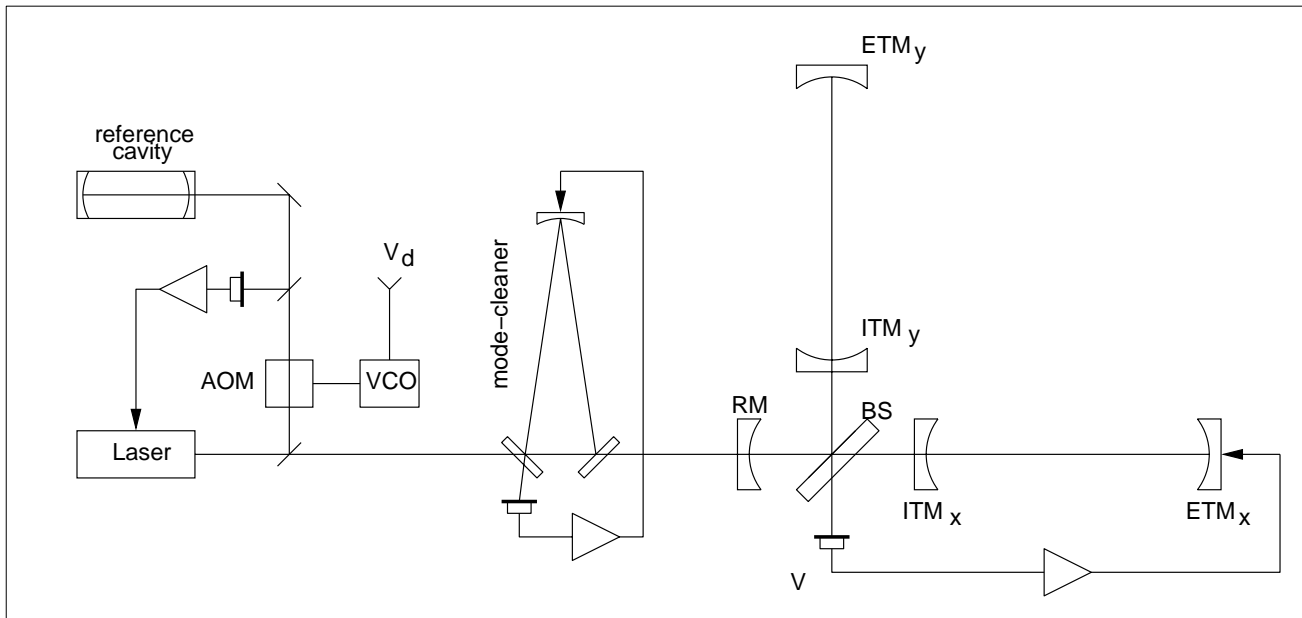 ETM y
reference
cavity
V d
mode-cleaner
ITM y
AOM
VCO
RM
BS
Laser
ITM x
ETM x
V